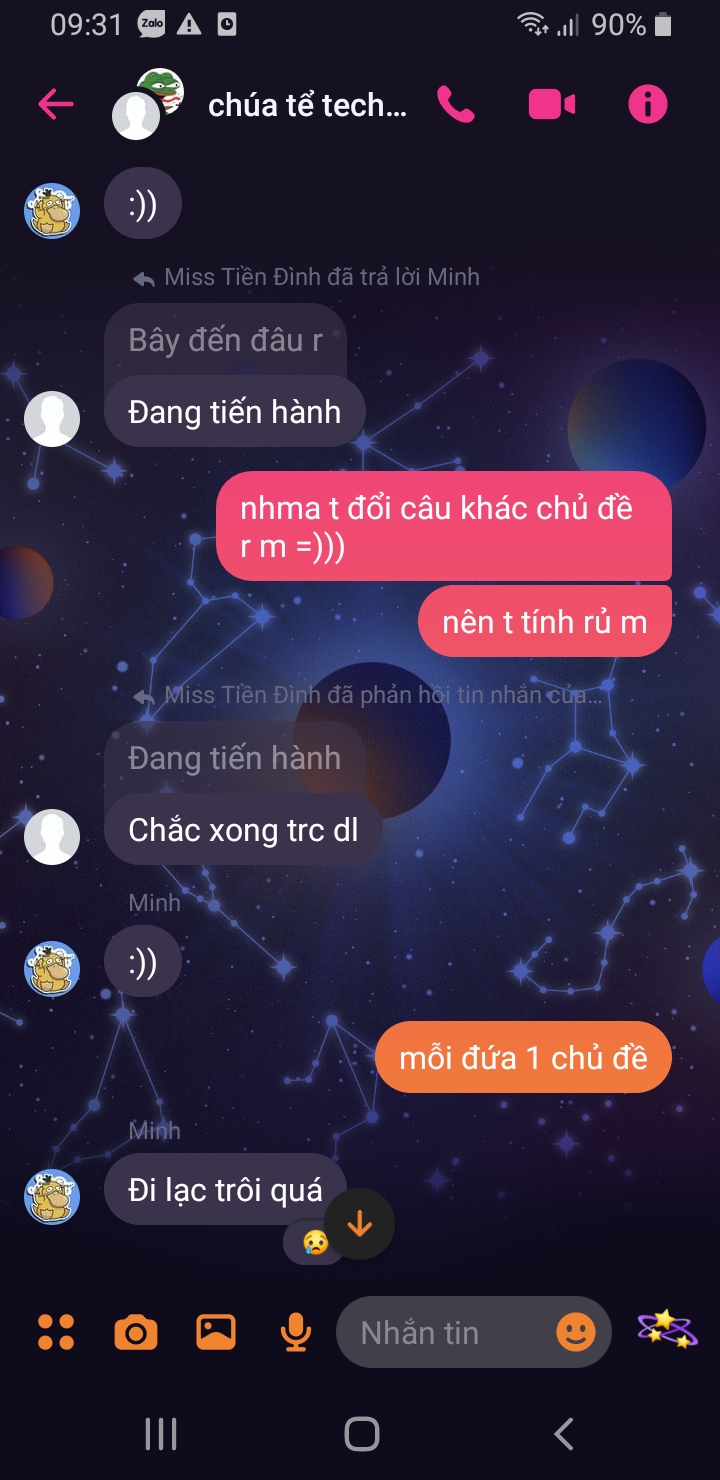 09:31
Zalo
90%
chúa tể tech...
:))
Miss Tiền Đình đã trả lời Minh
Bây đến đâu r
Đang tiến hành
nhma t đổi câu khác chủ đề
r m =)))
nên t tính rủ m
Miss Tiền Đình đã phản hồi tin nhắn của...
Đang tiến hành
Chắc xong trc dl
Minh
:))
mỗi đứa 1 chủ đề
Minh
Đi lạc trôi quá
Nhắn tin